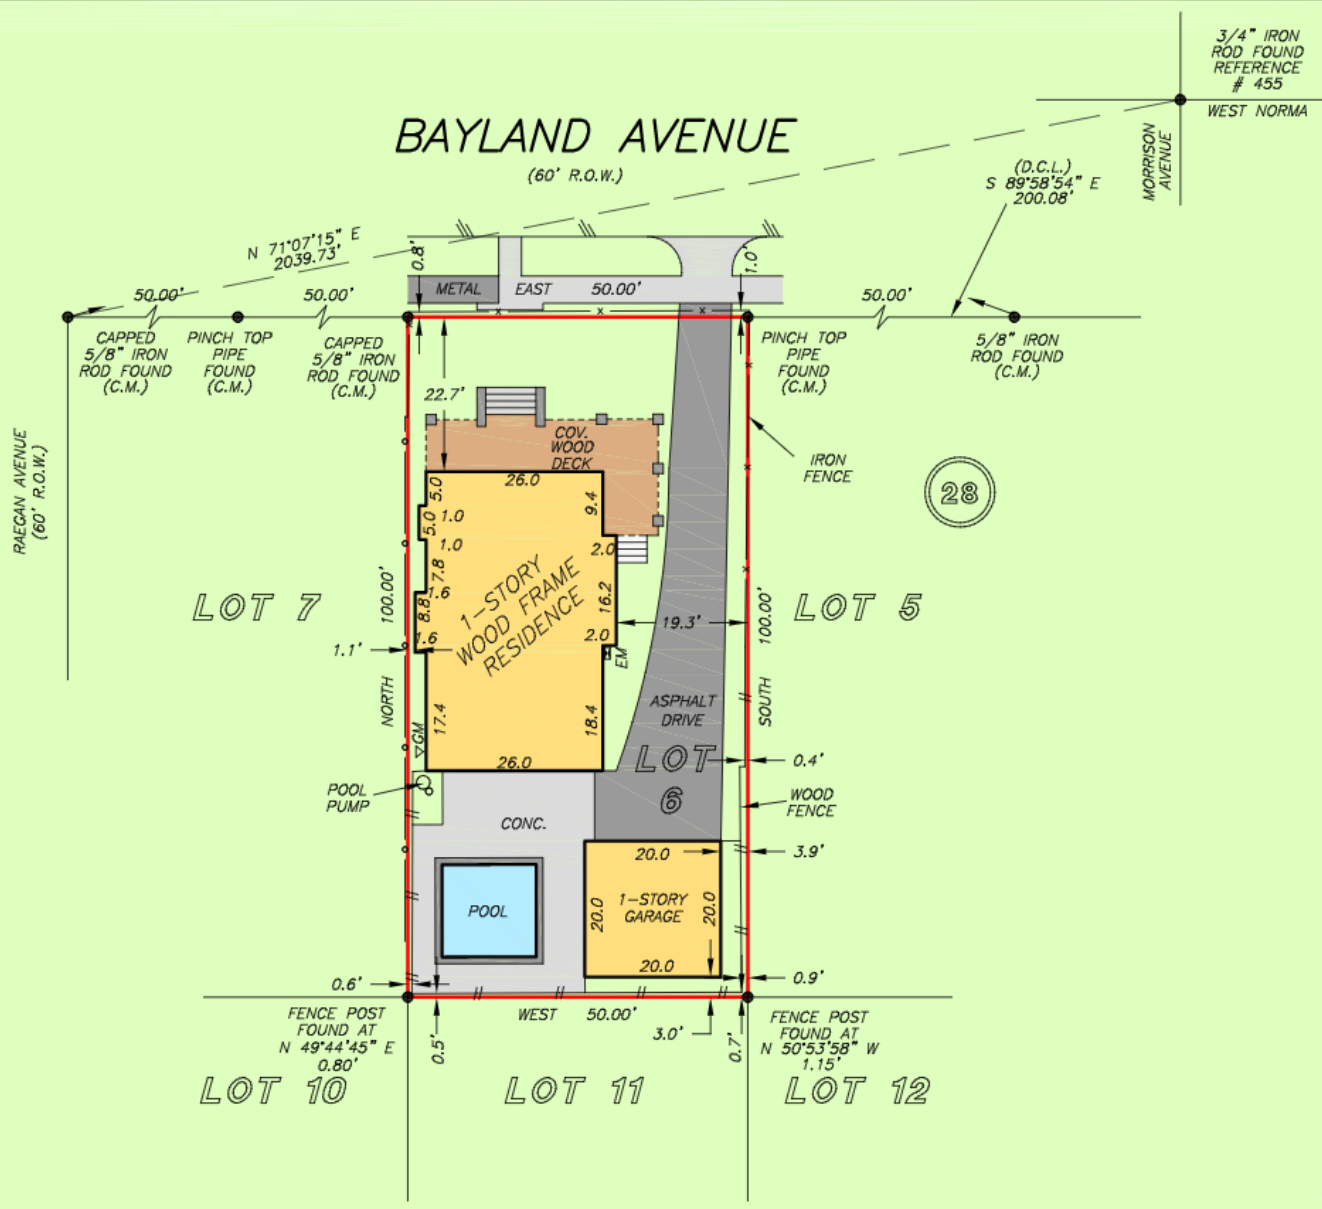 3/4" IRON
ROD FOUND
REFERENCE
# 455
WEST NORMA
MORRISON
AVENUE
BAYLAND AVENUE
(60' R.O.W.)
(D.C.L.)
S 89°58'54" E
200.08'
N 71°07'15" E
2039.73'
0.8'
1.0'
METAL
EAST
50.00'
50.00'
50.00'
50.00'
CAPPED
5/8" IRON
ROD FOUND
(C.M.)
PINCH TOP
PIPE
FOUND
(C.M.)
CAPPED
5/8" IRON
ROD FOUND
(C.M.)
PINCH TOP
PIPE
FOUND
(C.M.)
5/8" IRON
ROD FOUND
(C.M.)
22.7'
COV.
WOOD
DECK
IRON
FENCE
28
RAEGAN AVENUE
(60' R.O.W.)
26.0
5.0
9.4
5.0
1.0
1.0
2.0
17.8
1.6
8.8
1.6
16.2
2.0
1-STORY
WOOD FRAME
RESIDENCE
19.3'
EM
LOT 7
LOT 5
100.00'
NORTH
100.00'
SOUTH
1.1'
17.4
18.4
GM
26.0
ASPHALT
DRIVE
LOT
6
0.4'
POOL
PUMP
WOOD
FENCE
CONC.
20.0
3.9'
POOL
20.0
1-STORY
GARAGE
20.0
20.0
0.6'
0.9'
WEST
50.00'
0.5'
3.0'
0.7'
FENCE POST
FOUND AT
N 49°44'45" E
0.80'
FENCE POST
FOUND AT
N 50°53'58" W
1.15'
LOT 10
LOT 11
LOT 12